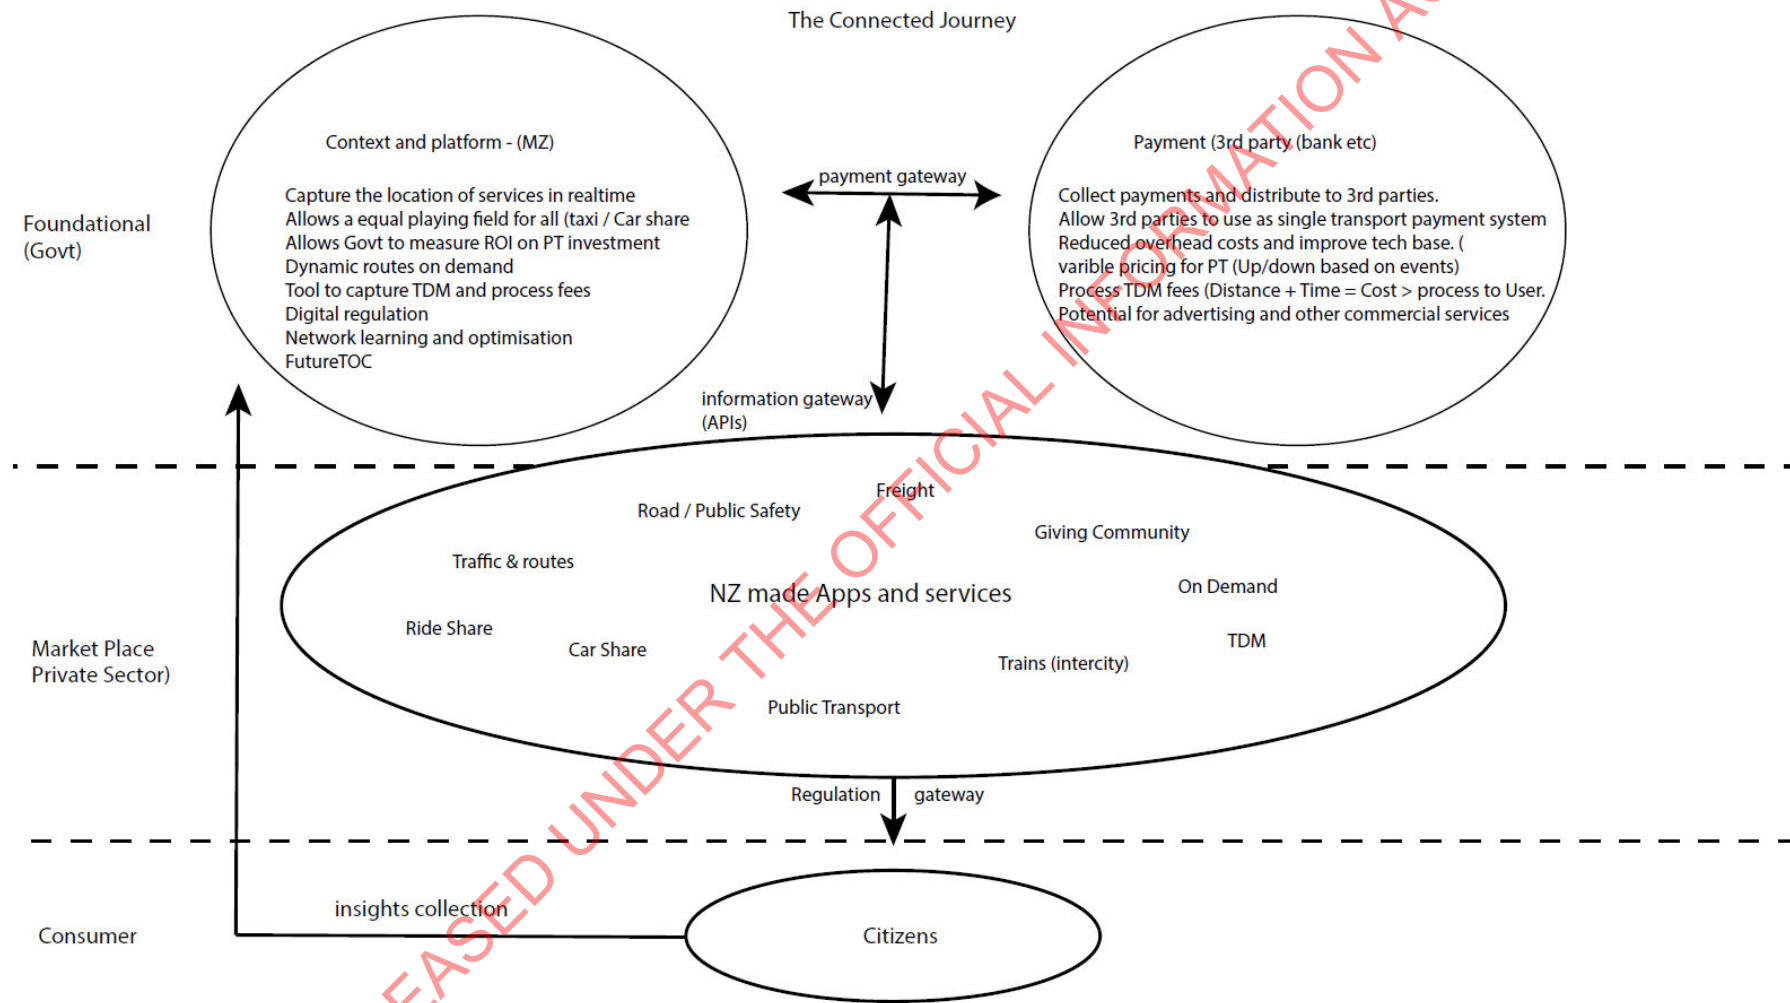 The Connected Journey
Context and platform - (MZ)
Capture the location of services in realtime
Allows a equal playing field for all (taxi / Car share
Allows Govt to measure ROI on PT investment
Dynamic routes on demand
Tool to capture TDM and process fees
Digital regulation
Network learning and optimisation
FutureTOC
payment gateway
Payment (3rd party (bank etc)
Collect payments and distribute to 3rd parties.
Allow 3rd parties to use as single transport payment system
Reduced overhead costs and improve tech base. (
varible pricing for PT (Up/down based on events)
Process TDM fees (Distance + Time = Cost > process to User.
Potential for advertising and other commercial services
Foundational
(Govt)
information gateway
(APIs)
Freight
Road / Public Safety
Giving Community
Traffic & routes
On Demand
NZ made Apps and services
Ride Share
Car Share
TDM
Trains (intercity)
Public Transport
Market Place
Private Sector)
Regulation gateway
insights collection
Consumer
Citizens
EASED UNDER THE OFFICIAL INFORMATION AC